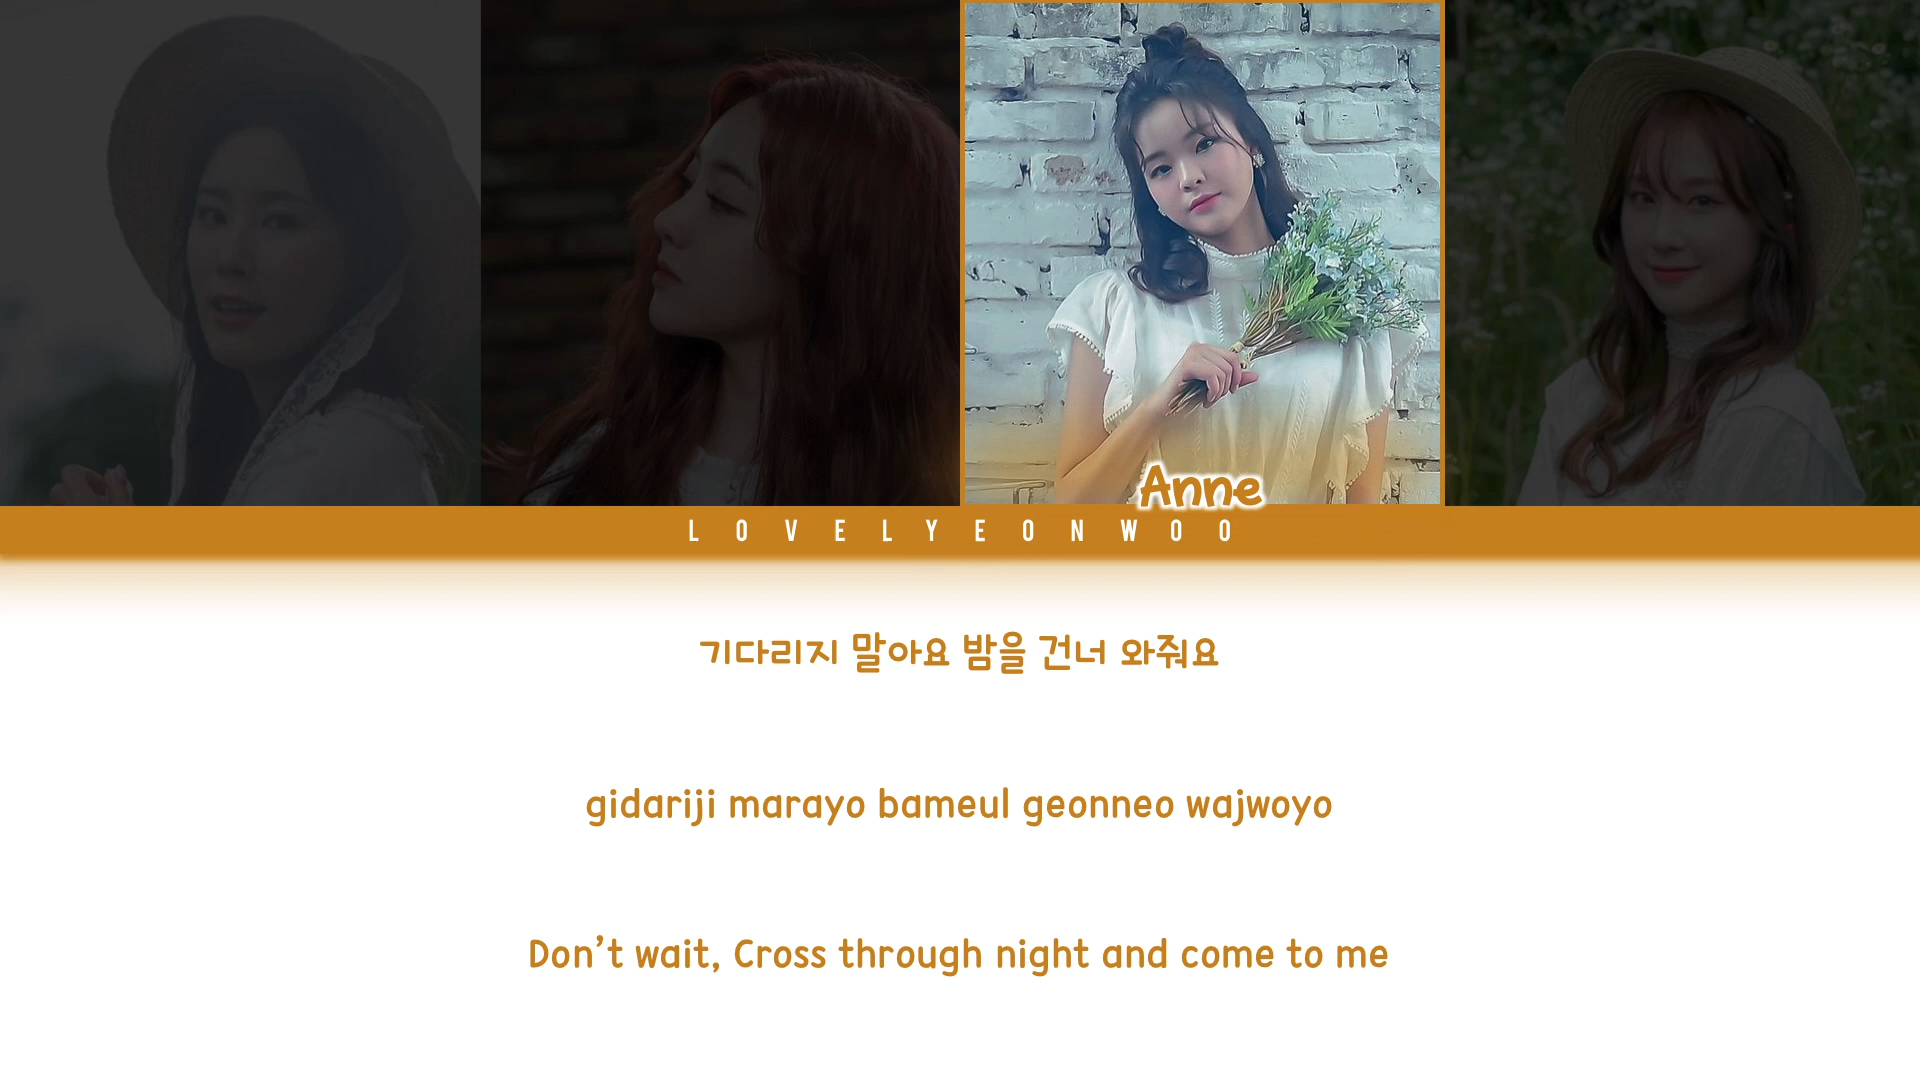 Anne
LOVELYEONWOO
기다리지 말아요 밤을 건너 와줘요
gidariji marayo bameul geonneo wajwoyo
Don’t wait, Cross through night and come to me